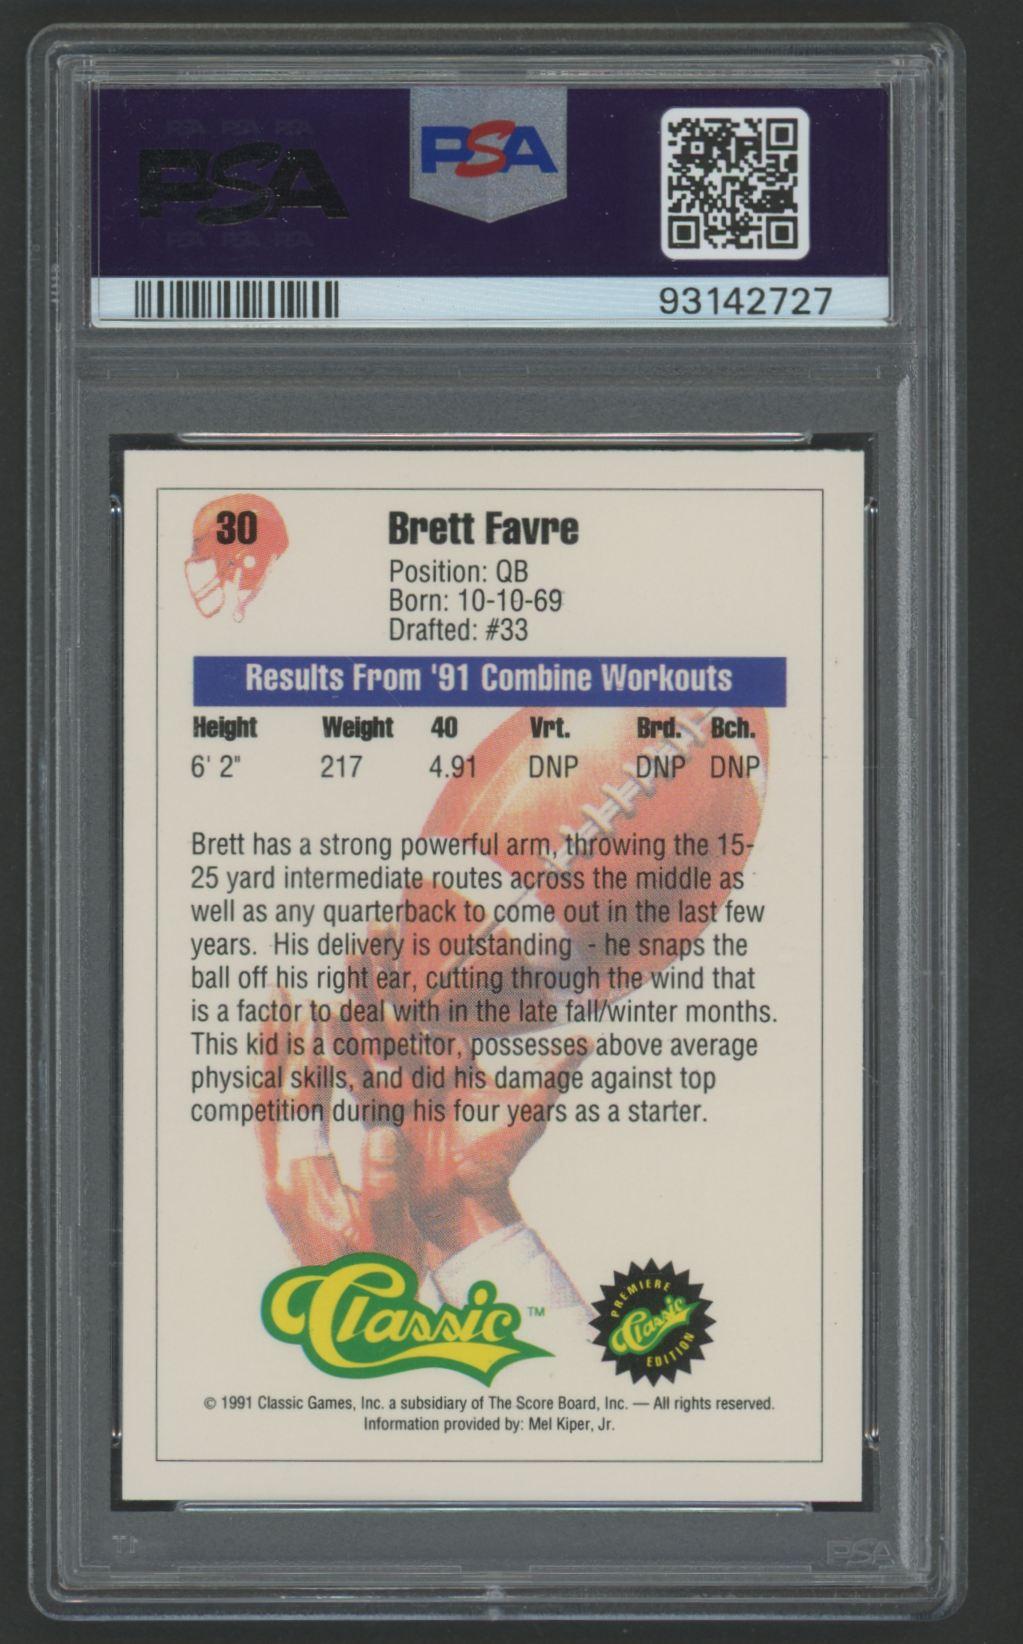 PSA PSA PSA
PSA
PSA PSA PSA
PSA
93142727
30
Brett Favre
Position: QB
Born: 10-10-69
Drafted: #33
Results From '91 Combine Workouts
Height Weight 40 Vrt. Brd. Bch.
6' 2" 217 4.91 DNP DNP DNP
Brett has a strong powerful arm, throwing the 15-
25 yard intermediate routes across the middle as
well as any quarterback to come out in the last few
years. His delivery is outstanding - he snaps the
ball off his right ear, cutting through the wind that
is a factor to deal with in the late fall/winter months.
This kid is a competitor, possesses above average
physical skills, and did his damage against top
competition during his four years as a starter.
Classic™
PREMIERE
Classic
EDITION
© 1991 Classic Games, Inc. a subsidiary of The Score Board, Inc. — All rights reserved.
Information provided by: Mel Kiper, Jr.
PSA